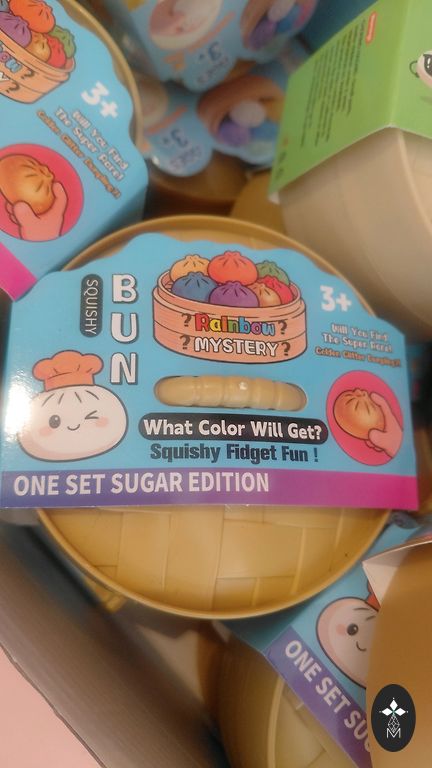 3+
Will You Find
The Super Rare!
SQUISHY
BUN
?Rainbow?
?MYSTERY?
3+
Will You Find
The Super Rare!
What Color Will Get?
Squishy Fidget Fun !
ONE SET SUGAR EDITION
ONE SET SU
M